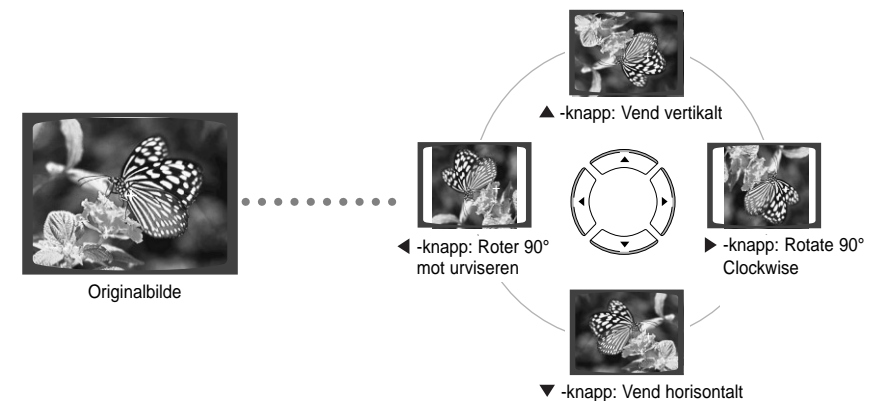 ▲ -knapp: Vend vertikalt
◀ -knapp: Roter 90°
mot urviseren
▶ -knapp: Rotate 90°
Clockwise
Originalbilde
▼ -knapp: Vend horisontalt